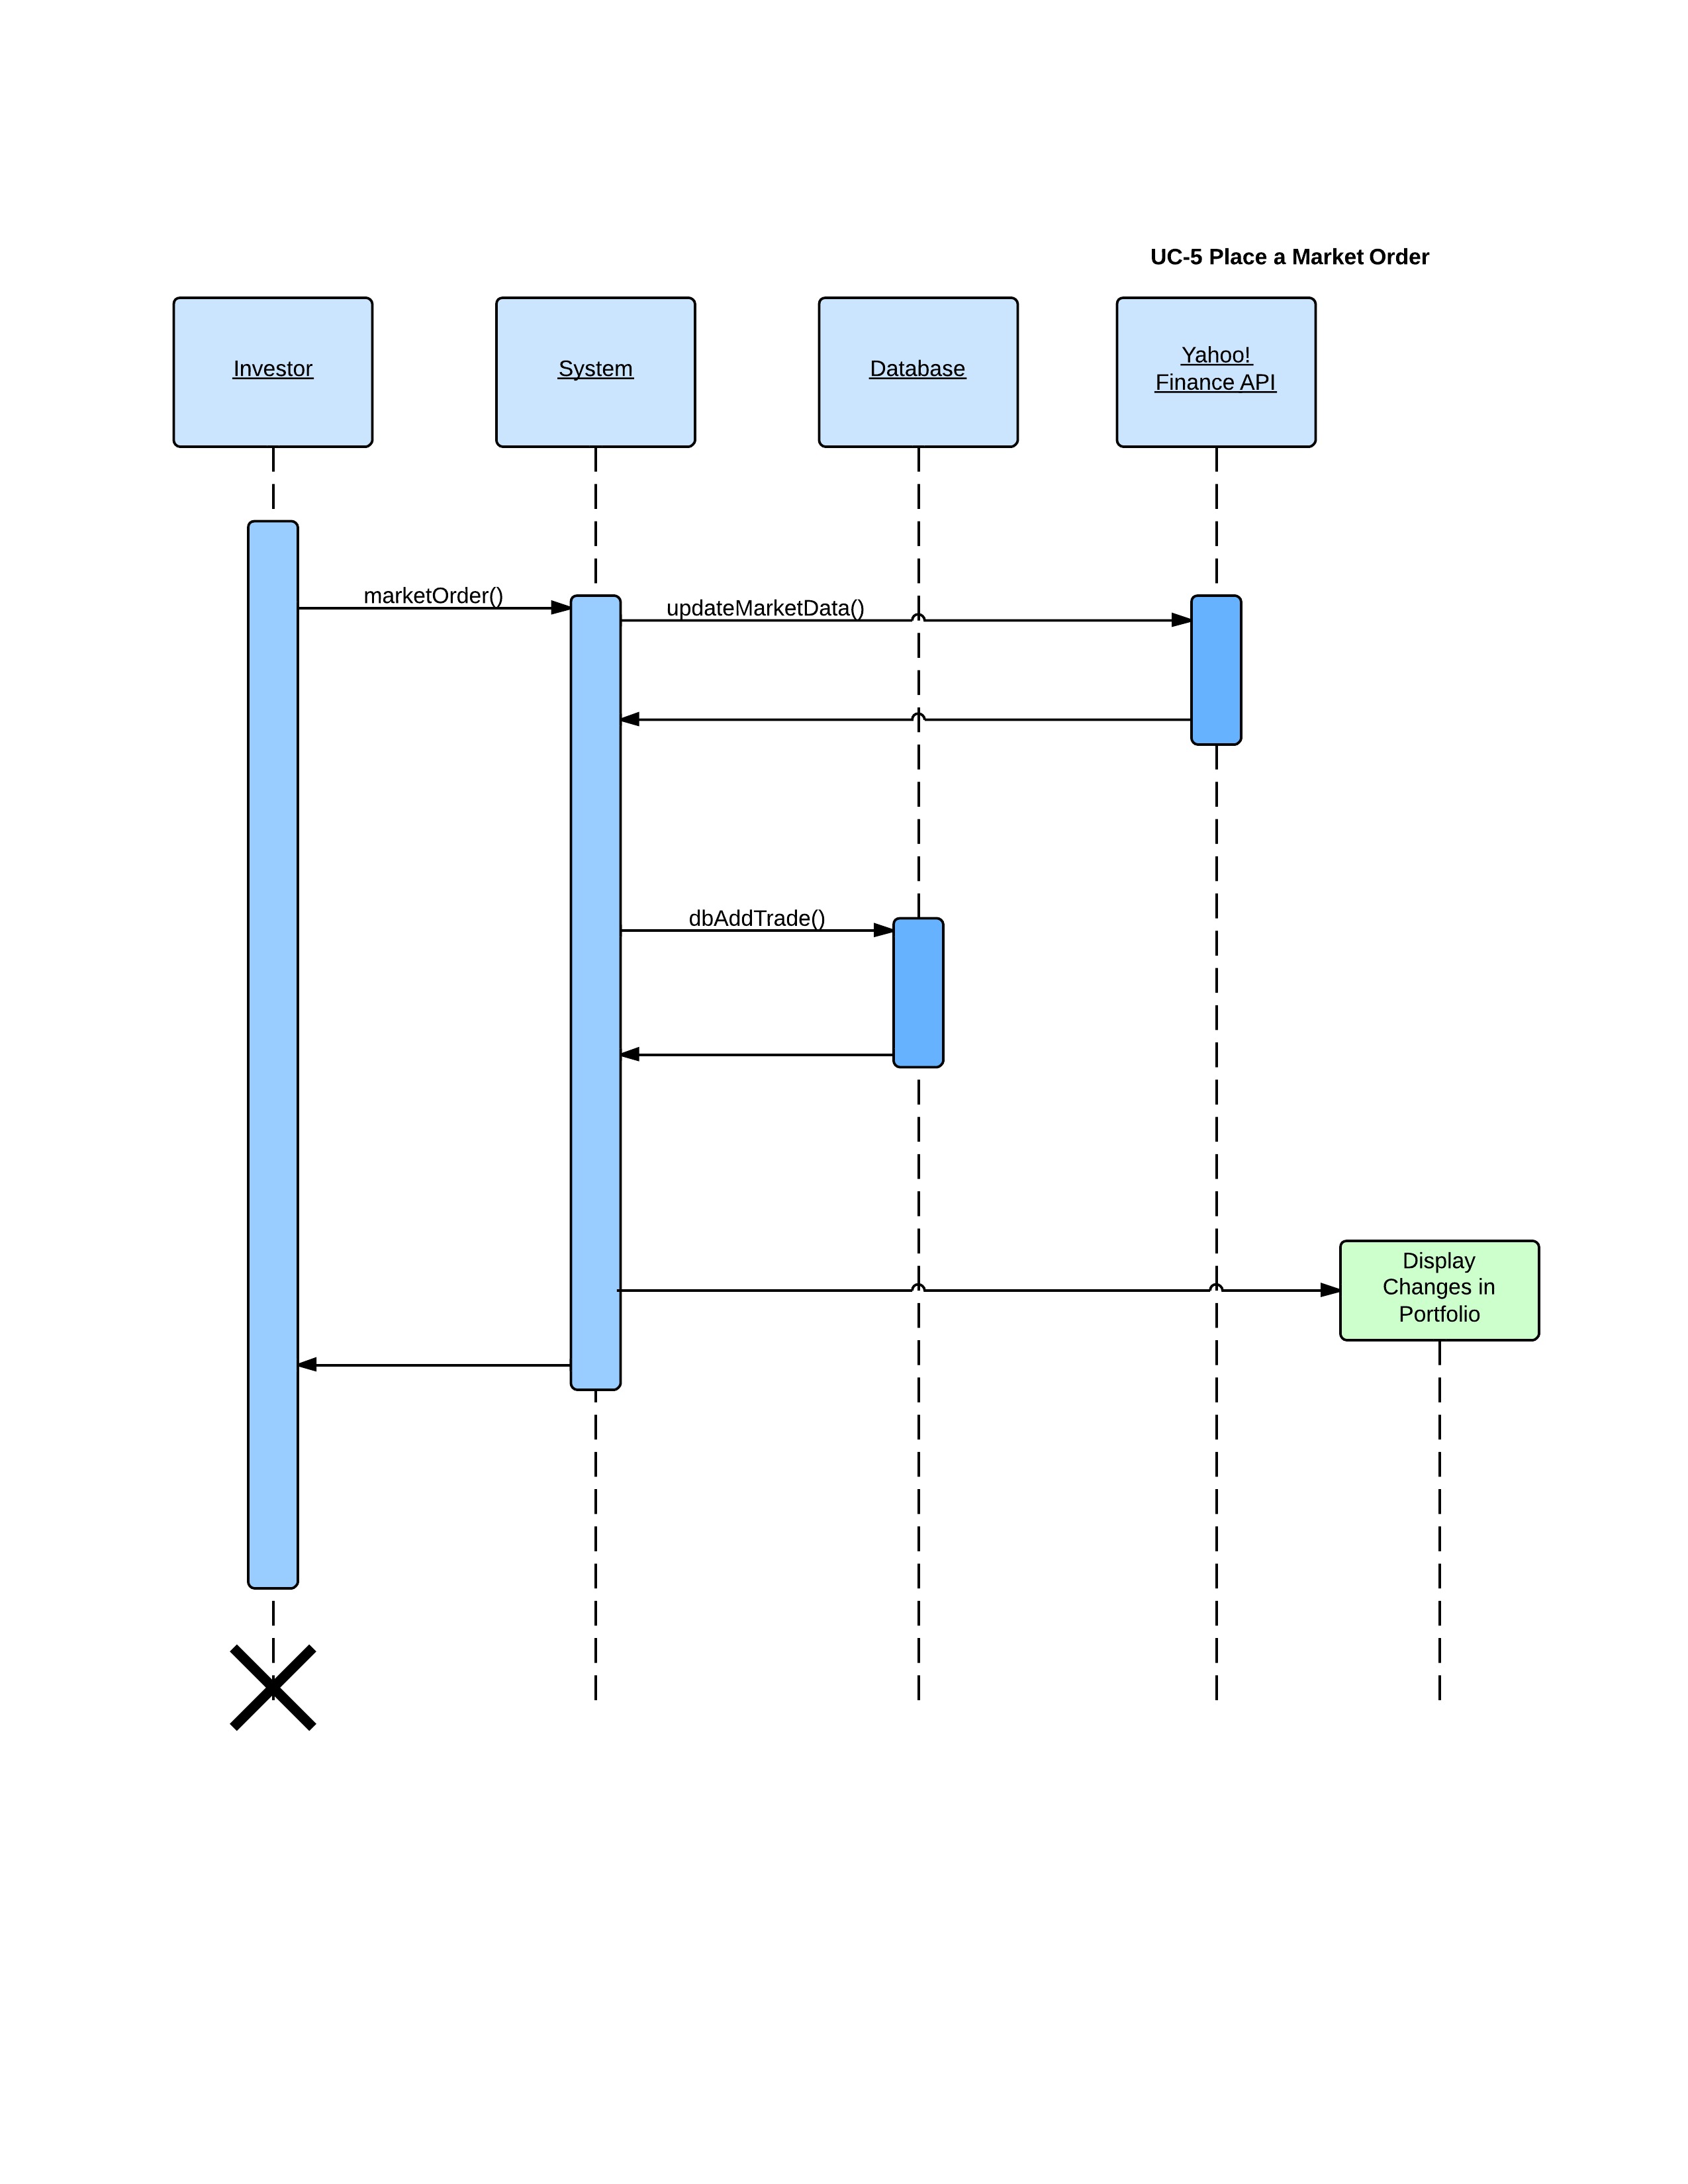 UC-5 Place a Market Order
Investor
System
Database
Yahoo!
Finance API
marketOrder()
updateMarketData()
dbAddTrade()
Display
Changes in
Portfolio